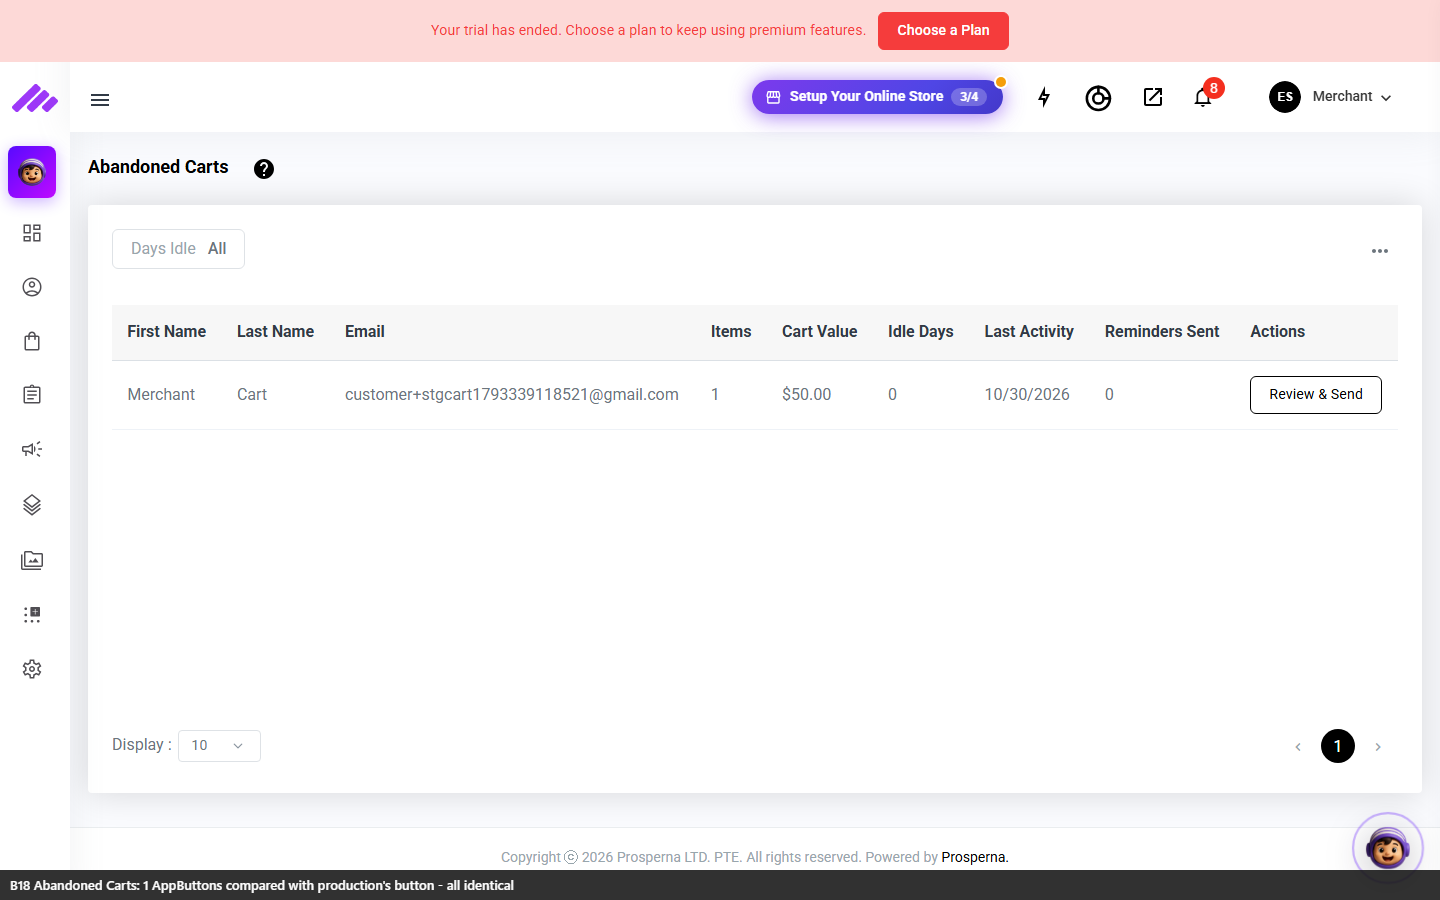 Your trial has ended. Choose a plan to keep using premium features. Choose a Plan
Setup Your Online Store 3/4
8
ES Merchant
Abandoned Carts ?
Days Idle All
First Name Last Name Email Items Cart Value Idle Days Last Activity Reminders Sent Actions
Merchant Cart customer+stgcart1793339118521@gmail.com 1 $50.00 0 10/30/2026 0 Review & Send
Display : 10
1
Copyright © 2026 Prosperna LTD. PTE. All rights reserved. Powered by Prosperna.
B18 Abandoned Carts: 1 AppButtons compared with production's button - all identical